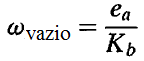 ω_vazio = e_a / K_b